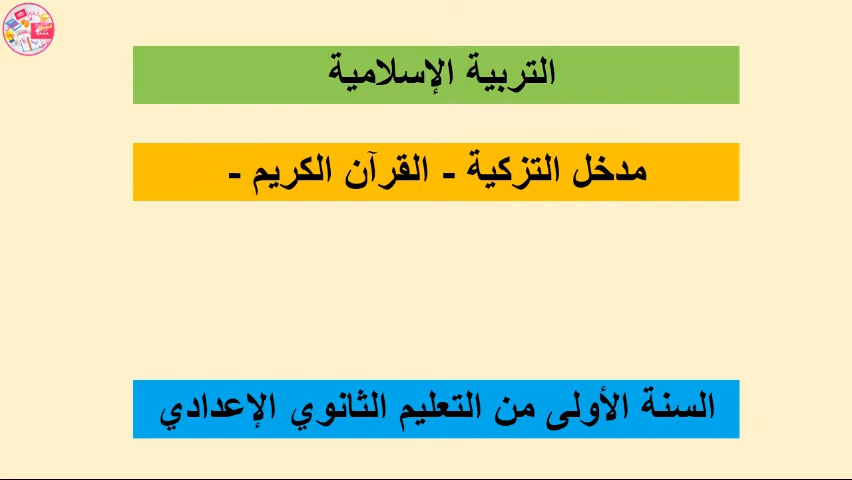 التربية الإسلامية
مدخل التزكية - القرآن الكريم -
السنة الأولى من التعليم الثانوي الإعدادي